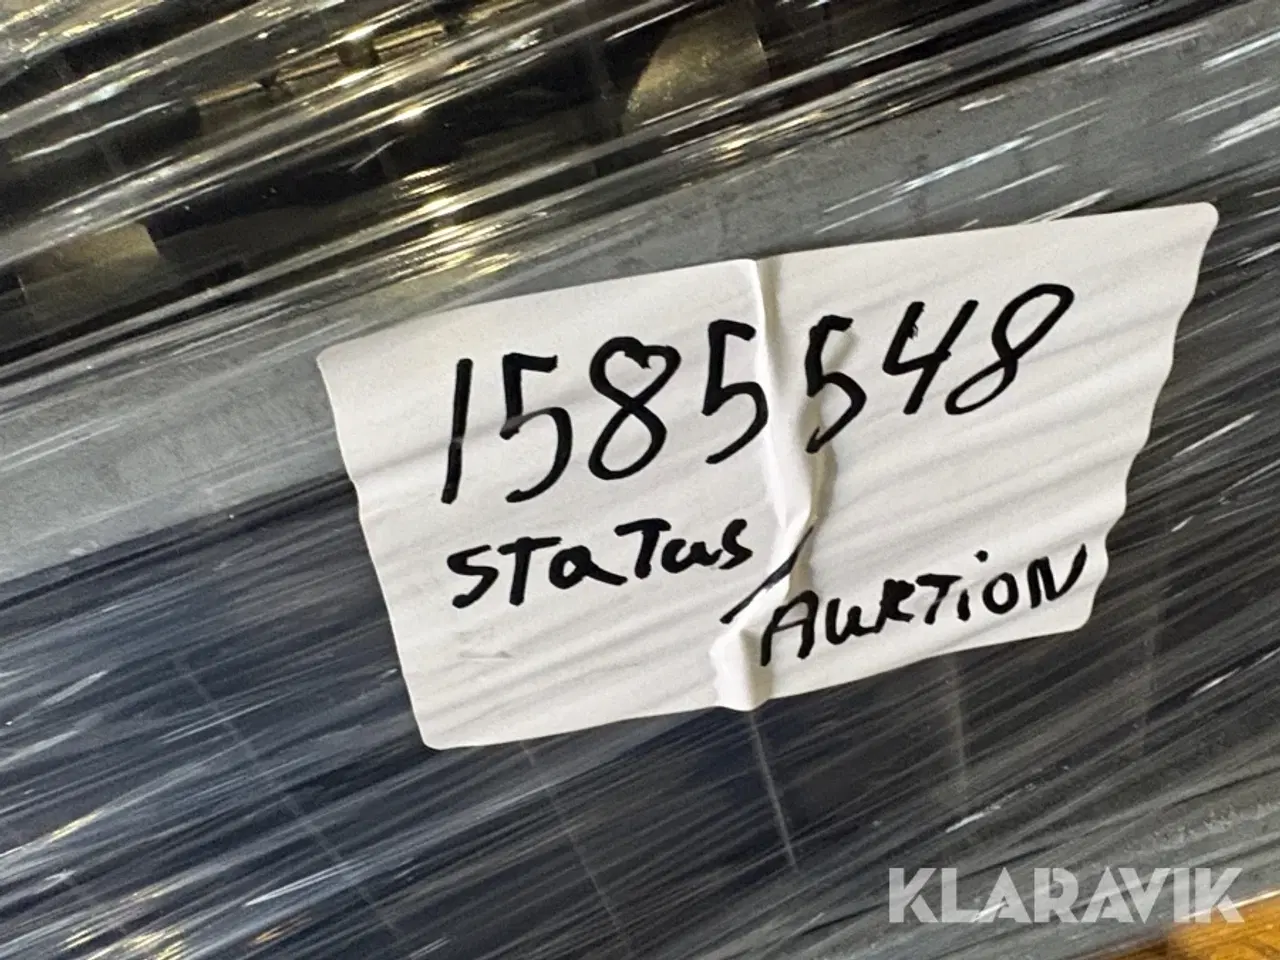 1585548
Status / Auktion
KLARAVIK